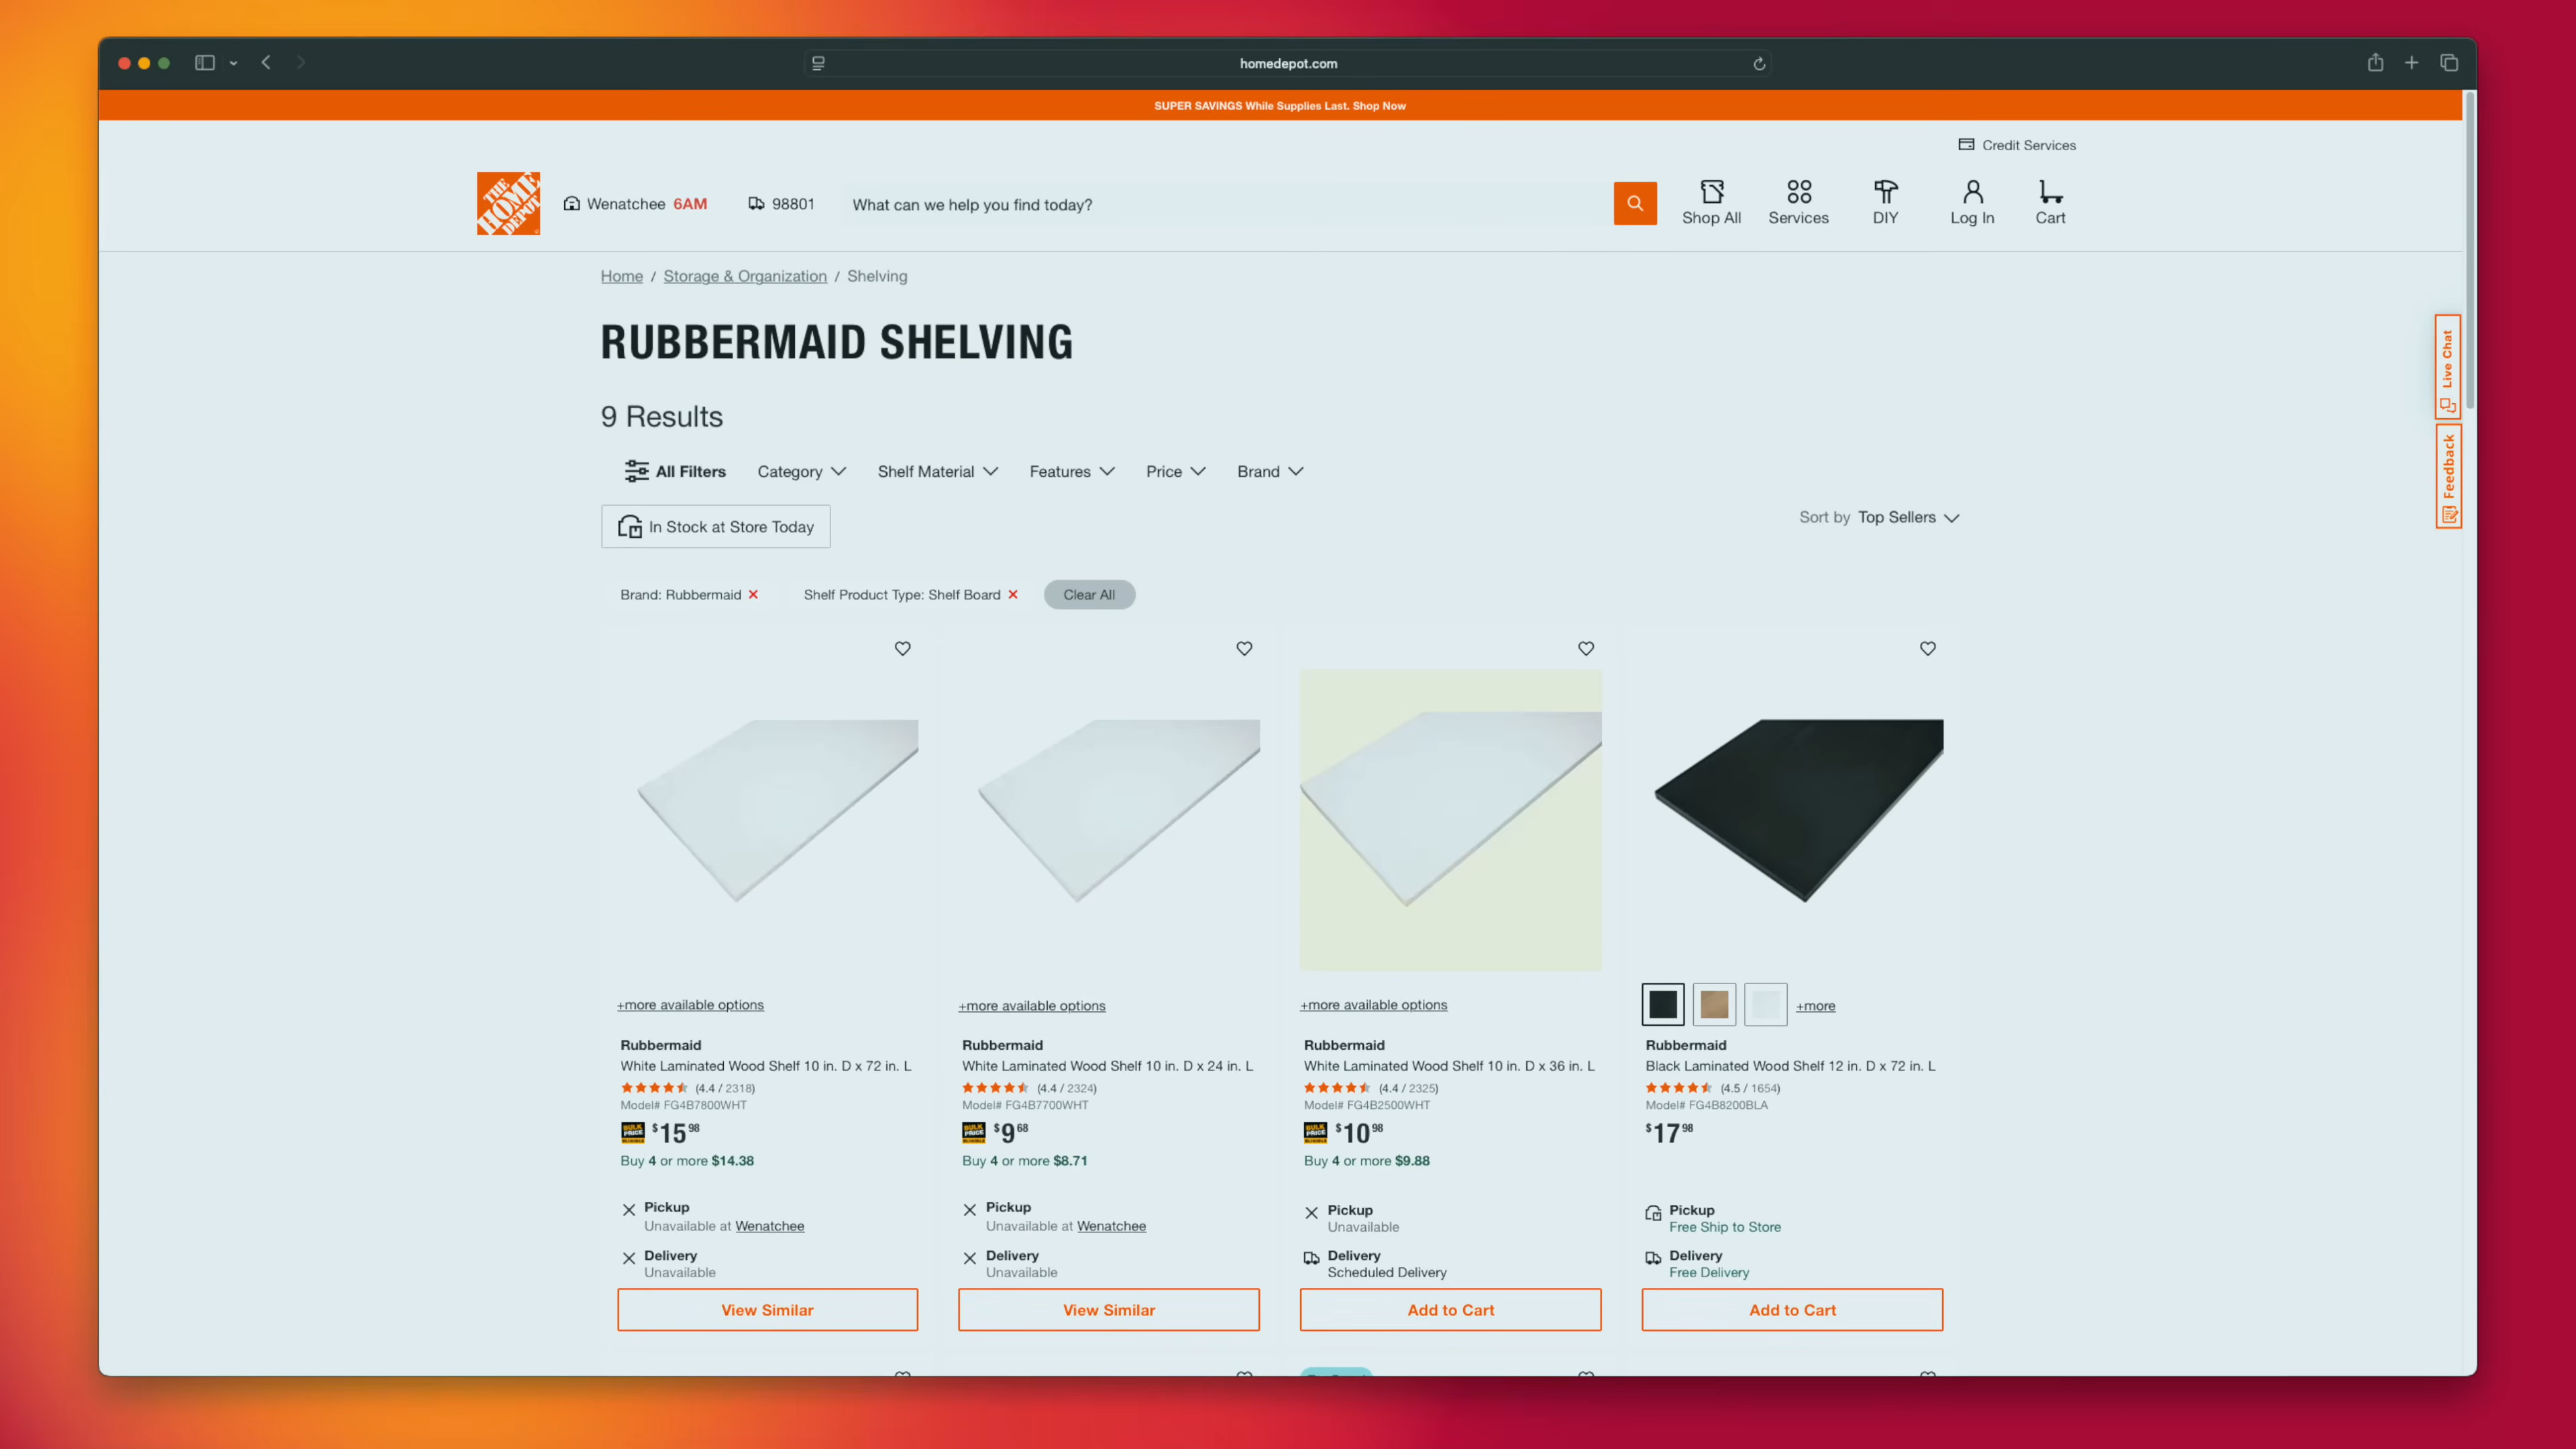 homedepot.com
SUPER SAVINGS While Supplies Last. Shop Now
Credit Services
THE HOME DEPOT
Wenatchee 6AM
98801
What can we help you find today?
Shop All
Services
DIY
Log In
Cart
Home / Storage & Organization / Shelving
RUBBERMAID SHELVING
9 Results
All Filters
Category
Shelf Material
Features
Price
Brand
In Stock at Store Today
Sort by Top Sellers
Live Chat
Feedback
Brand: Rubbermaid
Shelf Product Type: Shelf Board
Clear All
+more available options
Rubbermaid
White Laminated Wood Shelf 10 in. D x 72 in. L
(4.4 / 2318)
Model# FG4B7800WHT
BULK PRICE $15 98
Buy 4 or more $14.38
Pickup
Unavailable at Wenatchee
Delivery
Unavailable
View Similar
+more available options
Rubbermaid
White Laminated Wood Shelf 10 in. D x 24 in. L
(4.4 / 2324)
Model# FG4B7700WHT
BULK PRICE $9 68
Buy 4 or more $8.71
Pickup
Unavailable at Wenatchee
Delivery
Unavailable
View Similar
+more available options
Rubbermaid
White Laminated Wood Shelf 10 in. D x 36 in. L
(4.4 / 2325)
Model# FG4B2500WHT
BULK PRICE $10 98
Buy 4 or more $9.88
Pickup
Unavailable
Delivery
Scheduled Delivery
Add to Cart
+more
Rubbermaid
Black Laminated Wood Shelf 12 in. D x 72 in. L
(4.5 / 1654)
Model# FG4B8200BLA
$17 98
Pickup
Free Ship to Store
Delivery
Free Delivery
Add to Cart